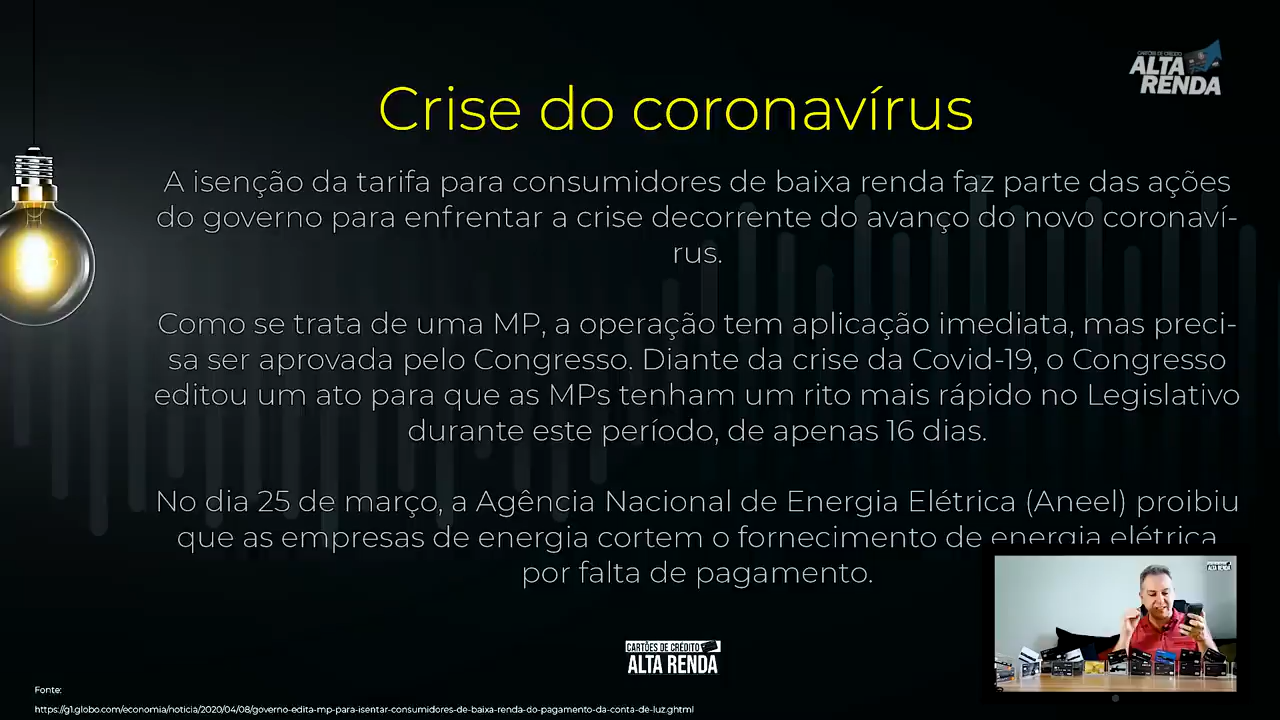 CARTÕES DE CRÉDITO
ALTA
RENDA
Crise do coronavírus
A isenção da tarifa para consumidores de baixa renda faz parte das ações
do governo para enfrentar a crise decorrente do avanço do novo coronaví-
rus.
Como se trata de uma MP, a operação tem aplicação imediata, mas preci-
sa ser aprovada pelo Congresso. Diante da crise da Covid-19, o Congresso
editou um ato para que as MPs tenham um rito mais rápido no Legislativo
durante este período, de apenas 16 dias.
No dia 25 de março, a Agência Nacional de Energia Elétrica (Aneel) proibiu
que as empresas de energia cortem o fornecimento de energia elétrica
por falta de pagamento.
ALTA RENDA
CARTÕES DE CRÉDITO
ALTA RENDA
Fonte:
https://g1.globo.com/economia/noticia/2020/04/08/governo-edita-mp-para-isentar-consumidores-de-baixa-renda-do-pagamento-da-conta-de-luz.ghtml